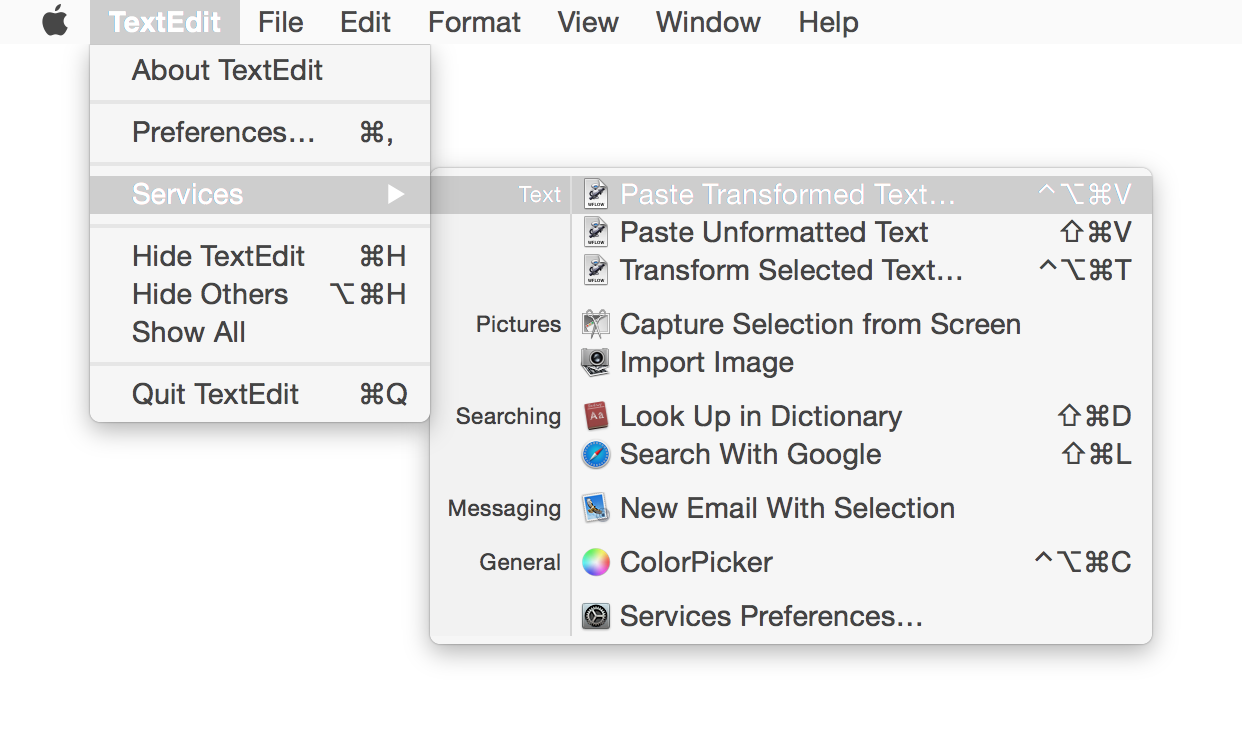 TextEdit File Edit Format View Window Help
About TextEdit
Preferences… ⌘,
Services ▶
Hide TextEdit ⌘H
Hide Others ⌥⌘H
Show All
Quit TextEdit ⌘Q
Text Paste Transformed Text… ^⌥⌘V
Paste Unformatted Text ⇧⌘V
Transform Selected Text… ^⌥⌘T
Pictures Capture Selection from Screen
Import Image
Searching Look Up in Dictionary ⇧⌘D
Search With Google ⇧⌘L
Messaging New Email With Selection
General ColorPicker ^⌥⌘C
Services Preferences…